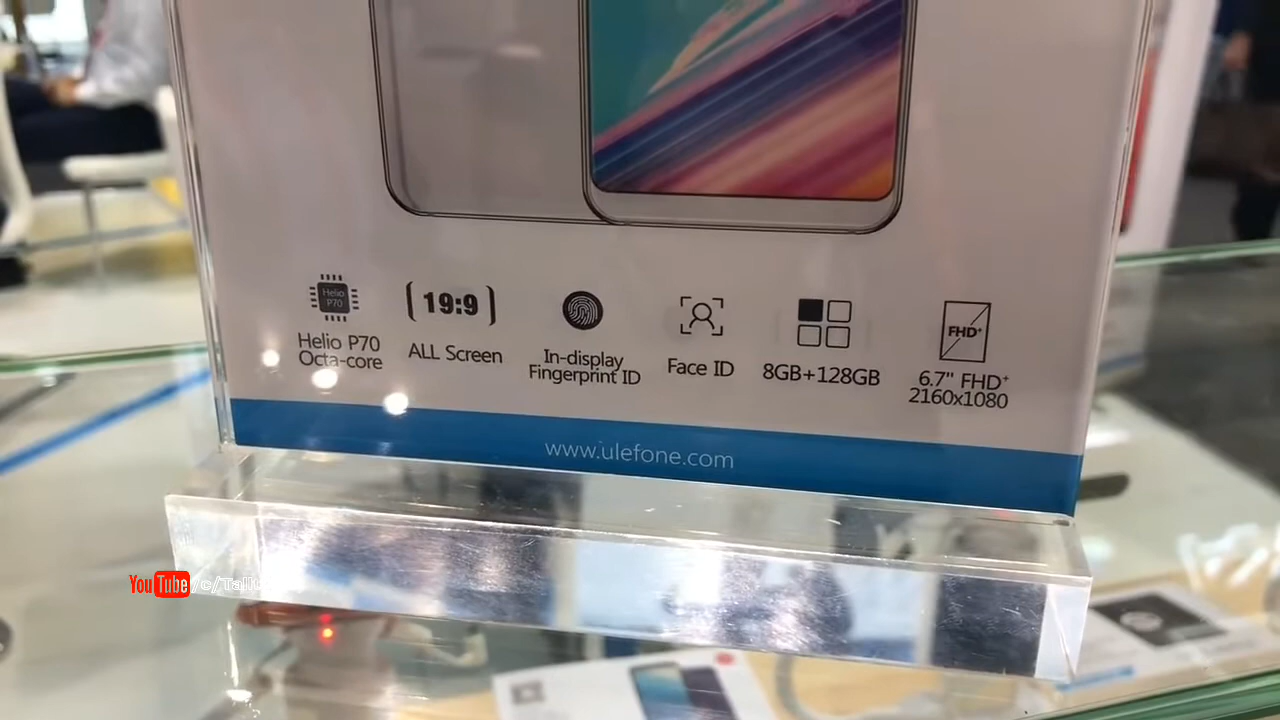 Helio
P70
Helio P70
Octa-core
19:9
ALL Screen
In-display
Fingerprint ID
Face ID
8GB+128GB
FHD+
6.7" FHD+
2160x1080
www.ulefone.com
YouTube/c/Talk